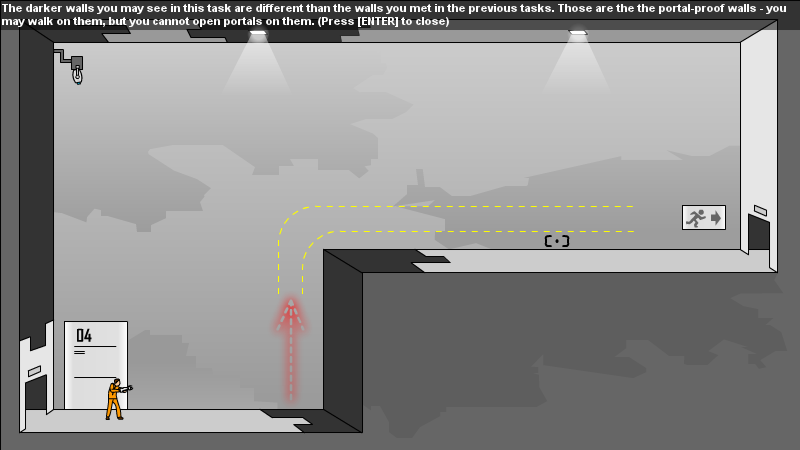 The darker walls you may see in this task are different than the walls you met in the previous tasks. Those are the the portal-proof walls - you
may walk on them, but you cannot open portals on them. (Press [ENTER] to close)
04